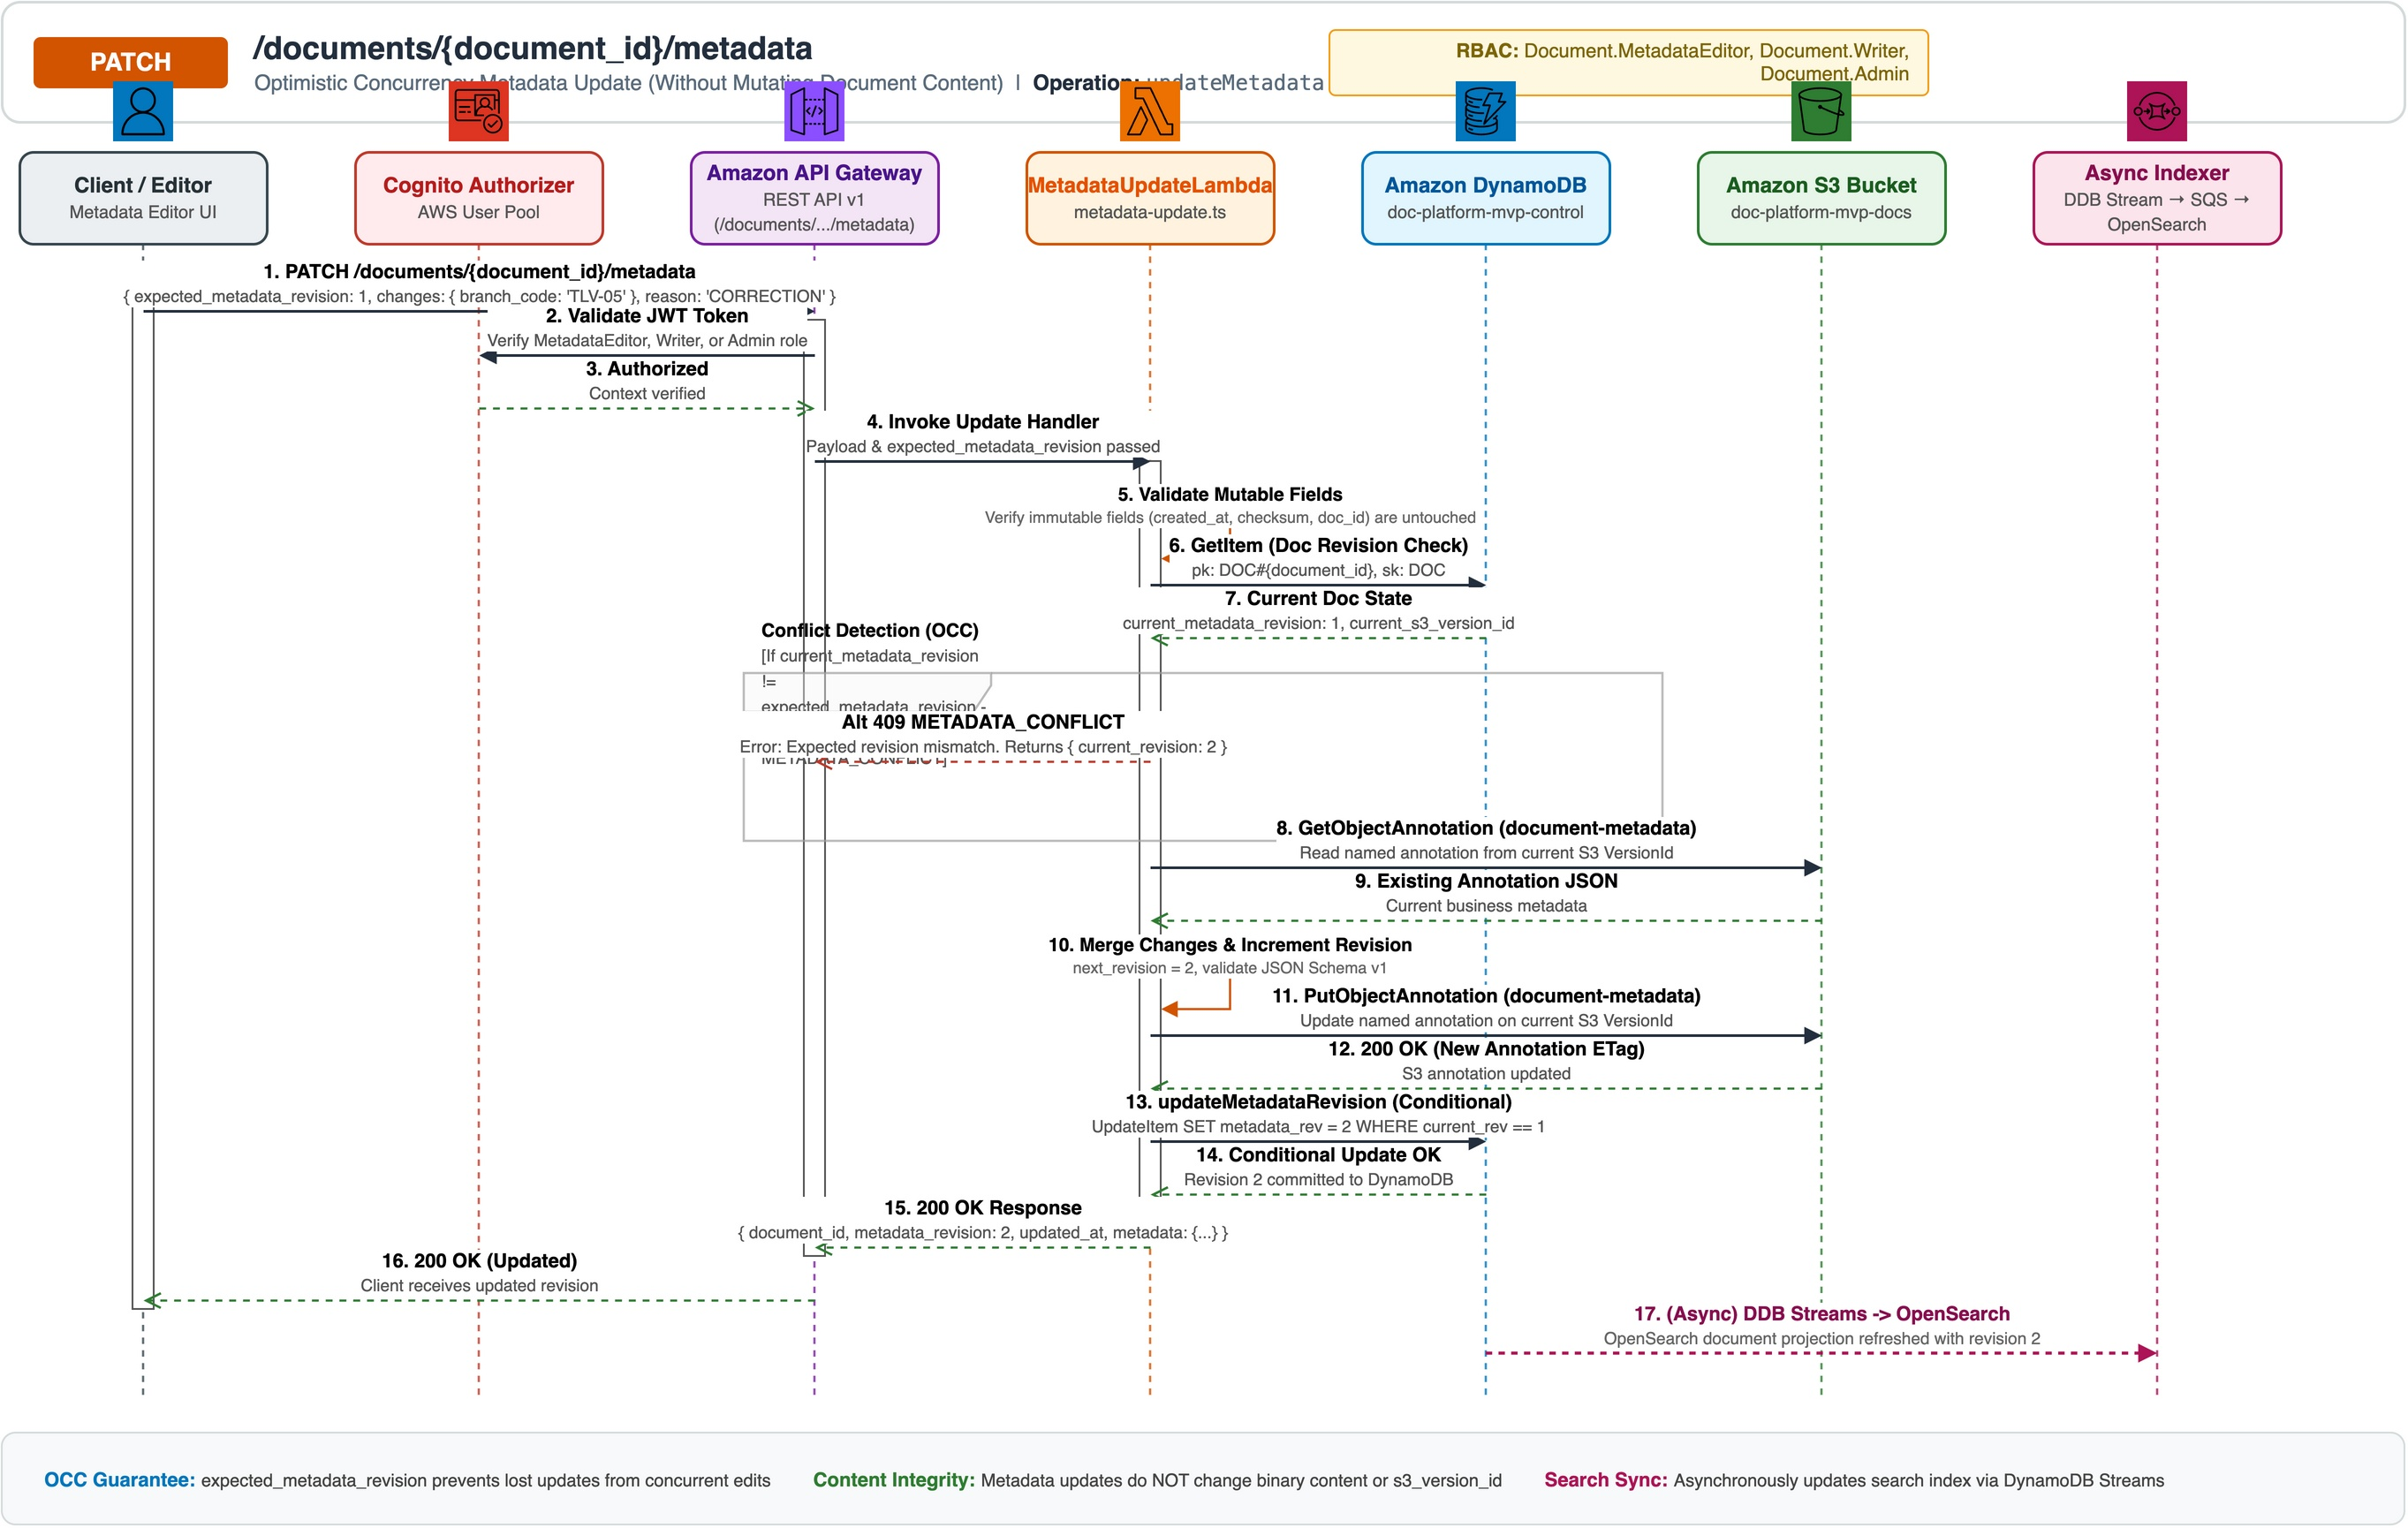 PATCH
/documents/{document_id}/metadata
Optimistic Concurrency Metadata Update (Without Mutating Document Content) | Operation: updateMetadata
RBAC: Document.MetadataEditor, Document.Writer,
Document.Admin
Client / Editor
Metadata Editor UI
Cognito Authorizer
AWS User Pool
Amazon API Gateway
REST API v1
(/documents/.../metadata)
MetadataUpdateLambda
metadata-update.ts
Amazon DynamoDB
doc-platform-mvp-control
Amazon S3 Bucket
doc-platform-mvp-docs
Async Indexer
DDB Stream → SQS →
OpenSearch
1. PATCH /documents/{document_id}/metadata
{ expected_metadata_revision: 1, changes: { branch_code: 'TLV-05' }, reason: 'CORRECTION' }
2. Validate JWT Token
Verify MetadataEditor, Writer, or Admin role
3. Authorized
Context verified
4. Invoke Update Handler
Payload & expected_metadata_revision passed
5. Validate Mutable Fields
Verify immutable fields (created_at, checksum, doc_id) are untouched
6. GetItem (Doc Revision Check)
pk: DOC#{document_id}, sk: DOC
7. Current Doc State
current_metadata_revision: 1, current_s3_version_id
Conflict Detection (OCC)
[If current_metadata_revision
!=
expected_metadata_revision -
Alt 409 METADATA_CONFLICT
Error: Expected revision mismatch. Returns { current_revision: 2 }
METADATA_CONFLICT]
8. GetObjectAnnotation (document-metadata)
Read named annotation from current S3 VersionId
9. Existing Annotation JSON
Current business metadata
10. Merge Changes & Increment Revision
next_revision = 2, validate JSON Schema v1
11. PutObjectAnnotation (document-metadata)
Update named annotation on current S3 VersionId
12. 200 OK (New Annotation ETag)
S3 annotation updated
13. updateMetadataRevision (Conditional)
UpdateItem SET metadata_rev = 2 WHERE current_rev == 1
14. Conditional Update OK
Revision 2 committed to DynamoDB
15. 200 OK Response
{ document_id, metadata_revision: 2, updated_at, metadata: {...} }
16. 200 OK (Updated)
Client receives updated revision
17. (Async) DDB Streams -> OpenSearch
OpenSearch document projection refreshed with revision 2
OCC Guarantee: expected_metadata_revision prevents lost updates from concurrent edits
Content Integrity: Metadata updates do NOT change binary content or s3_version_id
Search Sync: Asynchronously updates search index via DynamoDB Streams